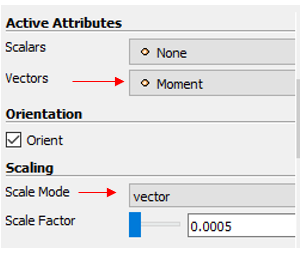 Active Attributes
Scalars None
Vectors Moment
Orientation
Orient
Scaling
Scale Mode vector
Scale Factor 0.0005